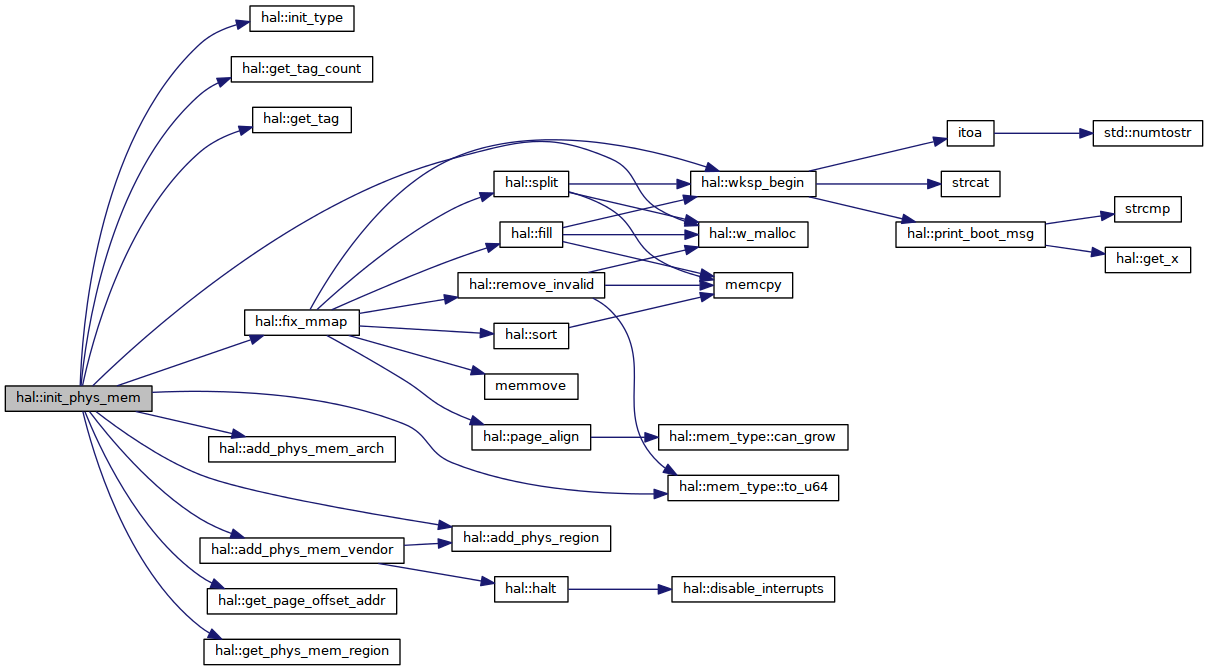 hal::init_type
hal::get_tag_count
hal::get_tag
itoa
std::numtostr
hal::split
hal::wksp_begin
strcat
strcmp
hal::fill
hal::w_malloc
hal::print_boot_msg
hal::get_x
hal::remove_invalid
memcpy
hal::fix_mmap
hal::sort
memmove
hal::init_phys_mem
hal::page_align
hal::mem_type::can_grow
hal::add_phys_mem_arch
hal::mem_type::to_u64
hal::add_phys_region
hal::add_phys_mem_vendor
hal::halt
hal::disable_interrupts
hal::get_page_offset_addr
hal::get_phys_mem_region